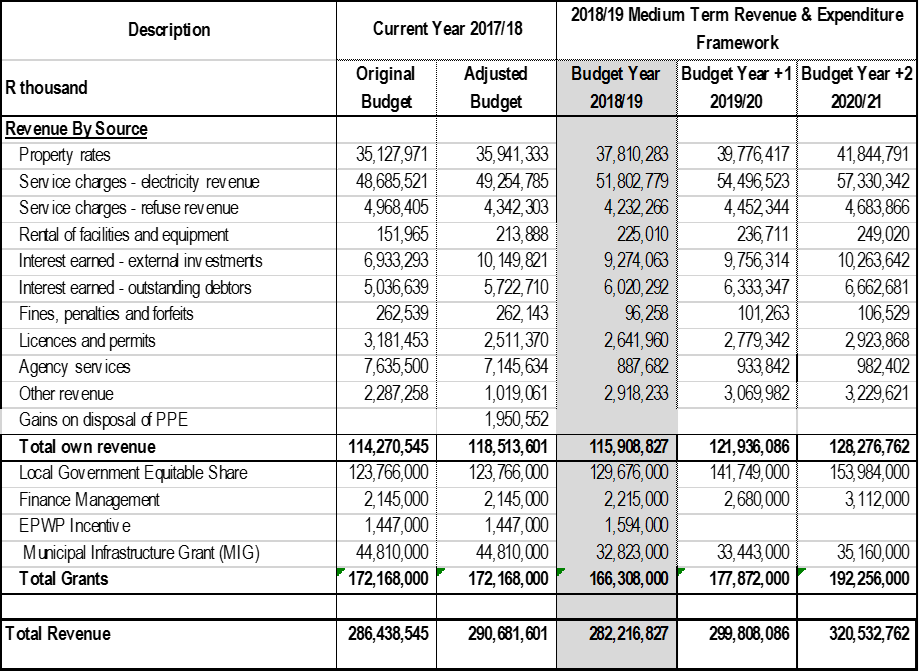 Description Current Year 2017/18 2018/19 Medium Term Revenue & Expenditure
Framework
R thousand Original Adjusted Budget Year Budget Year +1 Budget Year +2
Budget Budget 2018/19 2019/20 2020/21
Revenue By Source
Property rates 35,127,971 35,941,333 37,810,283 39,776,417 41,844,791
Service charges - electricity revenue 48,685,521 49,254,785 51,802,779 54,496,523 57,330,342
Service charges - refuse revenue 4,968,405 4,342,303 4,232,266 4,452,344 4,683,866
Rental of facilities and equipment 151,965 213,888 225,010 236,711 249,020
Interest earned - external investments 6,933,293 10,149,821 9,274,063 9,756,314 10,263,642
Interest earned - outstanding debtors 5,036,639 5,722,710 6,020,292 6,333,347 6,662,681
Fines, penalties and forfeits 262,539 262,143 96,258 101,263 106,529
Licences and permits 3,181,453 2,511,370 2,641,960 2,779,342 2,923,868
Agency services 7,635,500 7,145,634 887,682 933,842 982,402
Other revenue 2,287,258 1,019,061 2,918,233 3,069,982 3,229,621
Gains on disposal of PPE 1,950,552
Total own revenue 114,270,545 118,513,601 115,908,827 121,936,086 128,276,762
Local Government Equitable Share 123,766,000 123,766,000 129,676,000 141,749,000 153,984,000
Finance Management 2,145,000 2,145,000 2,215,000 2,680,000 3,112,000
EPWP Incentive 1,447,000 1,447,000 1,594,000
Municipal Infrastructure Grant (MIG) 44,810,000 44,810,000 32,823,000 33,443,000 35,160,000
Total Grants 172,168,000 172,168,000 166,308,000 177,872,000 192,256,000
Total Revenue 286,438,545 290,681,601 282,216,827 299,808,086 320,532,762